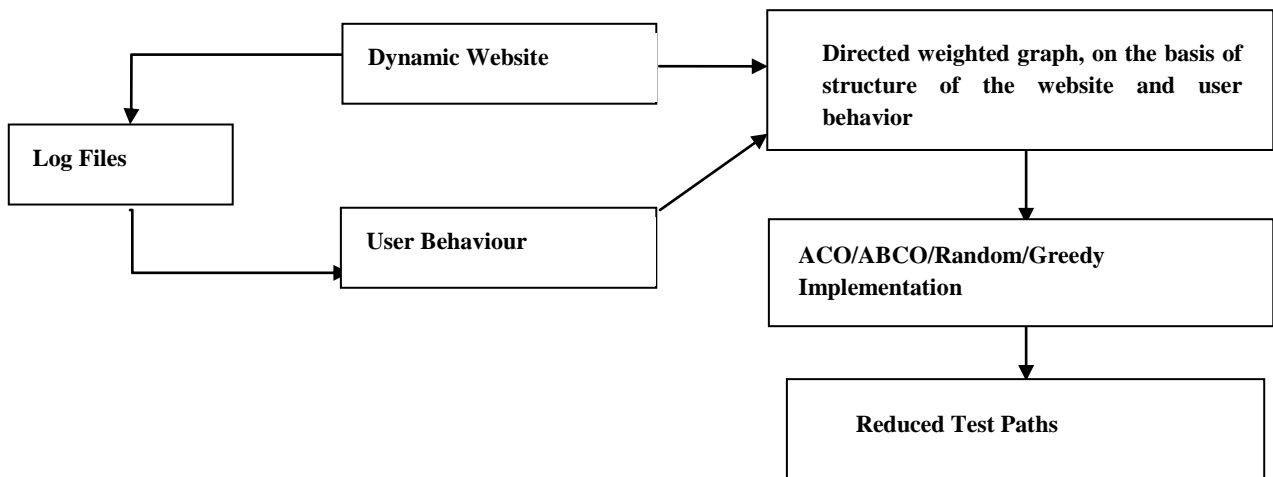 Dynamic Website
Directed weighted graph, on the basis of
structure of the website and user
behavior
Log Files
User Behaviour
ACO/ABCO/Random/Greedy
Implementation
Reduced Test Paths